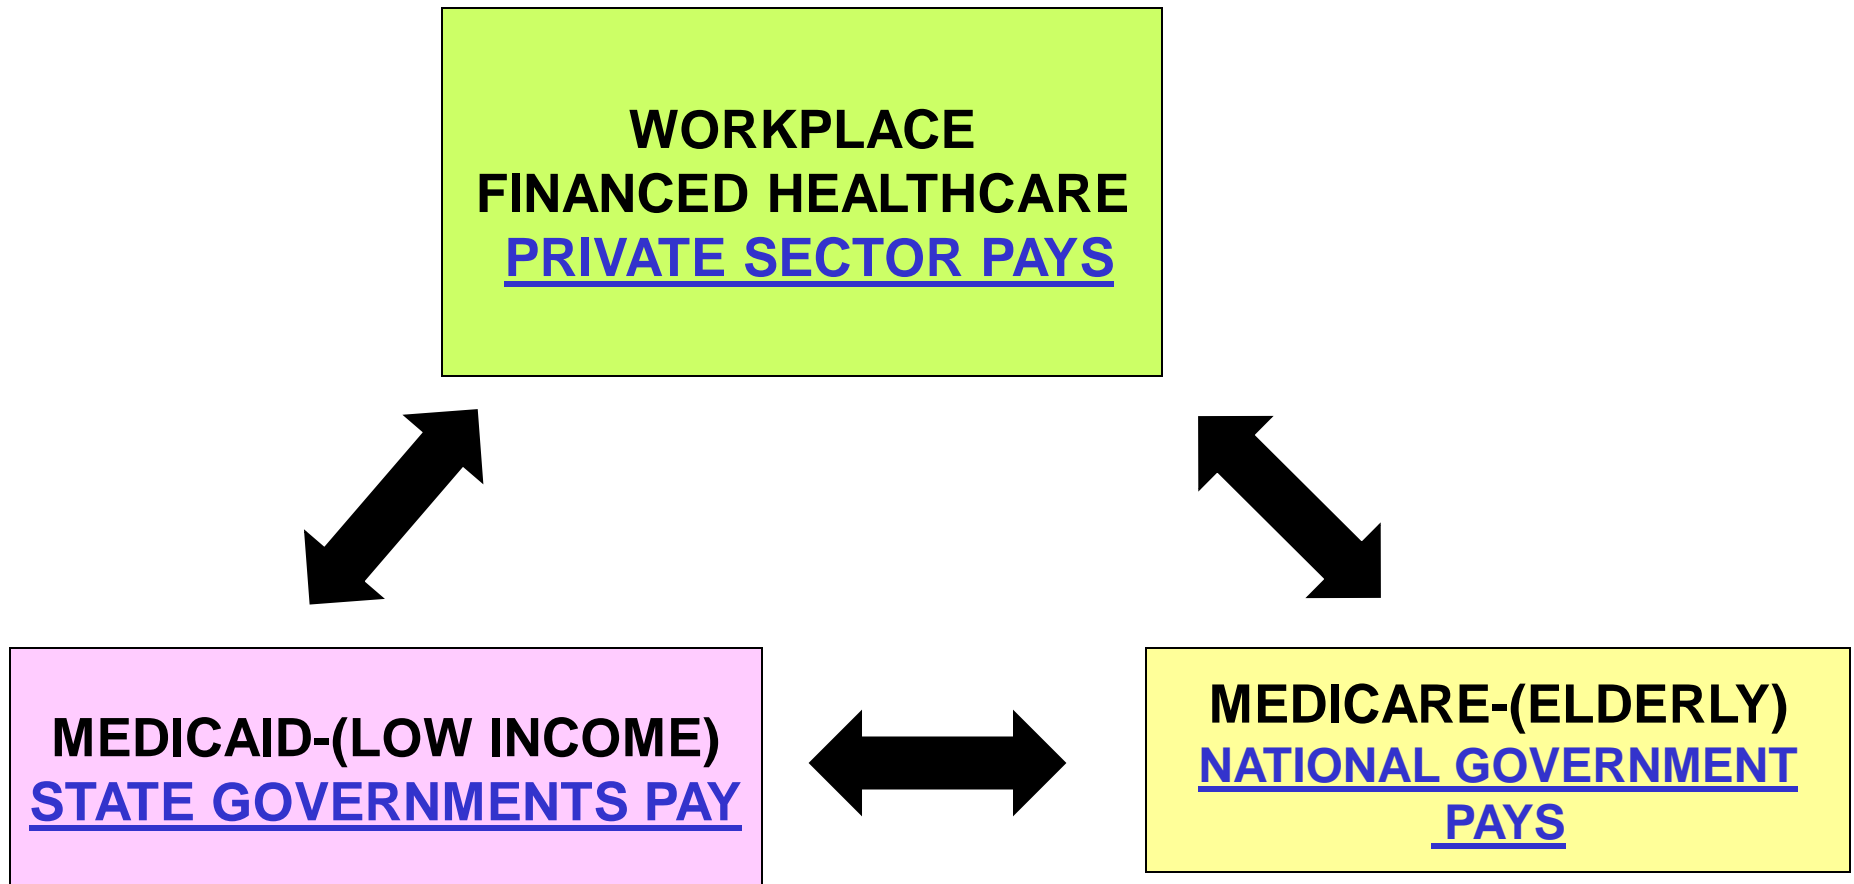 WORKPLACE
FINANCED HEALTHCARE
PRIVATE SECTOR PAYS
MEDICAID-(LOW INCOME)
STATE GOVERNMENTS PAY
MEDICARE-(ELDERLY)
NATIONAL GOVERNMENT
PAYS